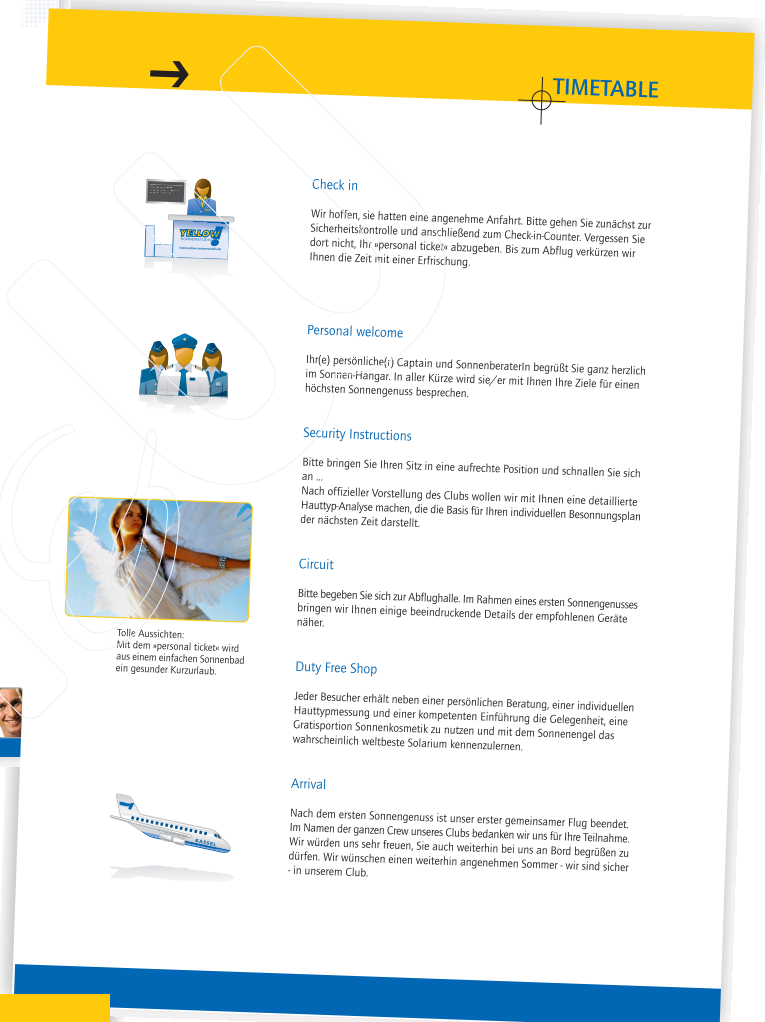 TIMETABLE
Check in
Wir hoffen, sie hatten eine angenehme Anfahrt. Bitte gehen Sie zunächst zur
Sicherheitskontrolle und anschließend zum Check-in-Counter. Vergessen Sie
dort nicht, Ihr »personal ticket« abzugeben. Bis zum Abflug verkürzen wir
Ihnen die Zeit mit einer Erfrischung.
YELLOW!
SONNENSTUDIO
Personal welcome
Ihr(e) persönliche(r) Captain und SonnenberaterIn begrüßt Sie ganz herzlich
im Sonnen-Hangar. In aller Kürze wird sie/er mit Ihnen Ihre Ziele für einen
höchsten Sonnengenuss besprechen.
Security Instructions
Bitte bringen Sie Ihren Sitz in eine aufrechte Position und schnallen Sie sich
an ...
Nach offizieller Vorstellung des Clubs wollen wir mit Ihnen eine detaillierte
Hauttyp-Analyse machen, die die Basis für Ihren individuellen Besonnungsplan
der nächsten Zeit darstellt.
Circuit
Bitte begeben Sie sich zur Abflughalle. Im Rahmen eines ersten Sonnengenusses
bringen wir Ihnen einige beeindruckende Details der empfohlenen Geräte
näher.
Tolle Aussichten:
Mit dem »personal ticket« wird
aus einem einfachen Sonnenbad
ein gesunder Kurzurlaub.
Duty Free Shop
Jeder Besucher erhält neben einer persönlichen Beratung, einer individuellen
Hauttypmessung und einer kompetenten Einführung die Gelegenheit, eine
Gratisportion Sonnenkosmetik zu nutzen und mit dem Sonnenengel das
wahrscheinlich weltbeste Solarium kennenzulernen.
Arrival
Nach dem ersten Sonnengenuss ist unser erster gemeinsamer Flug beendet.
Im Namen der ganzen Crew unseres Clubs bedanken wir uns für Ihre Teilnahme.
Wir würden uns sehr freuen, Sie auch weiterhin bei uns an Bord begrüßen zu
dürfen. Wir wünschen einen weiterhin angenehmen Sommer - wir sind sicher
- in unserem Club.
KASSEL